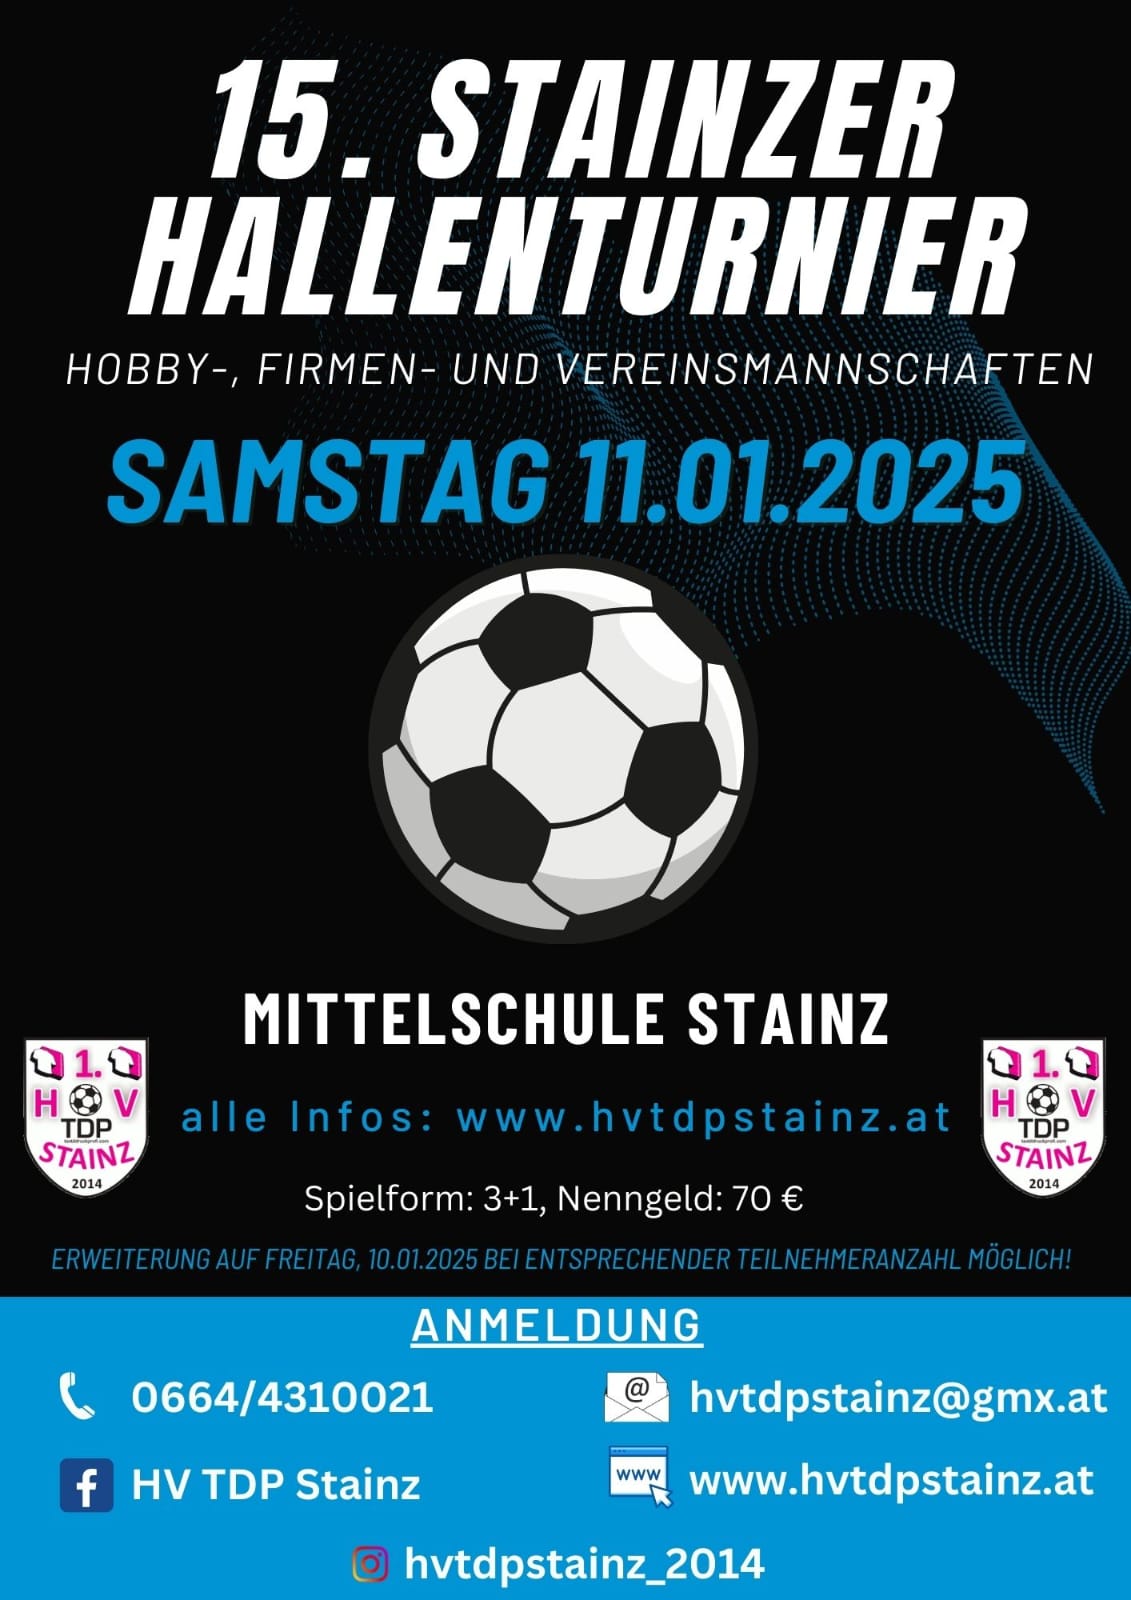 15. STAINZER
HALLENTURNIER
HOBBY-, FIRMEN- UND VEREINSMANNSCHAFTEN
SAMSTAG 11.01.2025
MITTELSCHULE STAINZ
1.
H V
TDP
STAINZ
2014
alle Infos: www.hvtdpstainz.at
1.
H V
TDP
STAINZ
2014
Spielform: 3+1, Nenngeld: 70 €
ERWEITERUNG AUF FREITAG, 10.01.2025 BEI ENTSPRECHENDER TEILNEHMERANZAHL MÖGLICH!
ANMELDUNG
0664/4310021
@ hvtdpstainz@gmx.at
f HV TDP Stainz
www www.hvtdpstainz.at
hvtdpstainz_2014